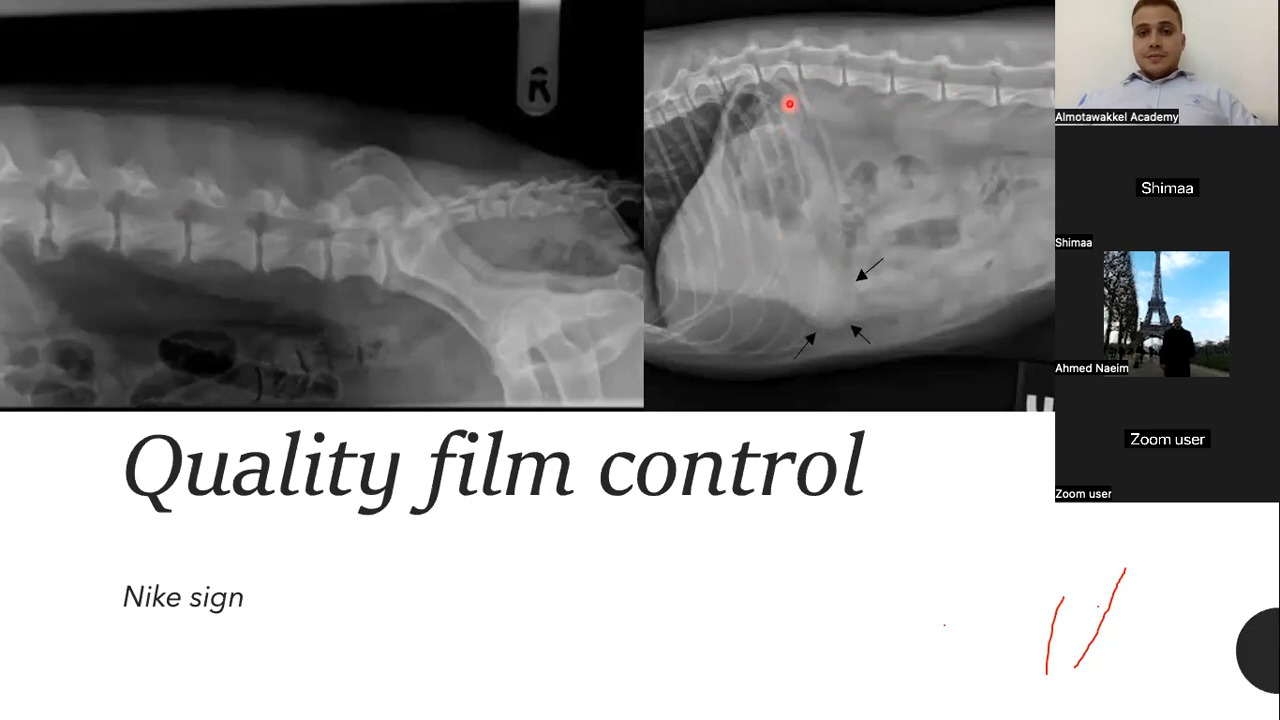 R
Almotawakkel Academy
Shimaa
Shimaa
Ahmed Naeim
Zoom user
Zoom user
Quality film control
Nike sign